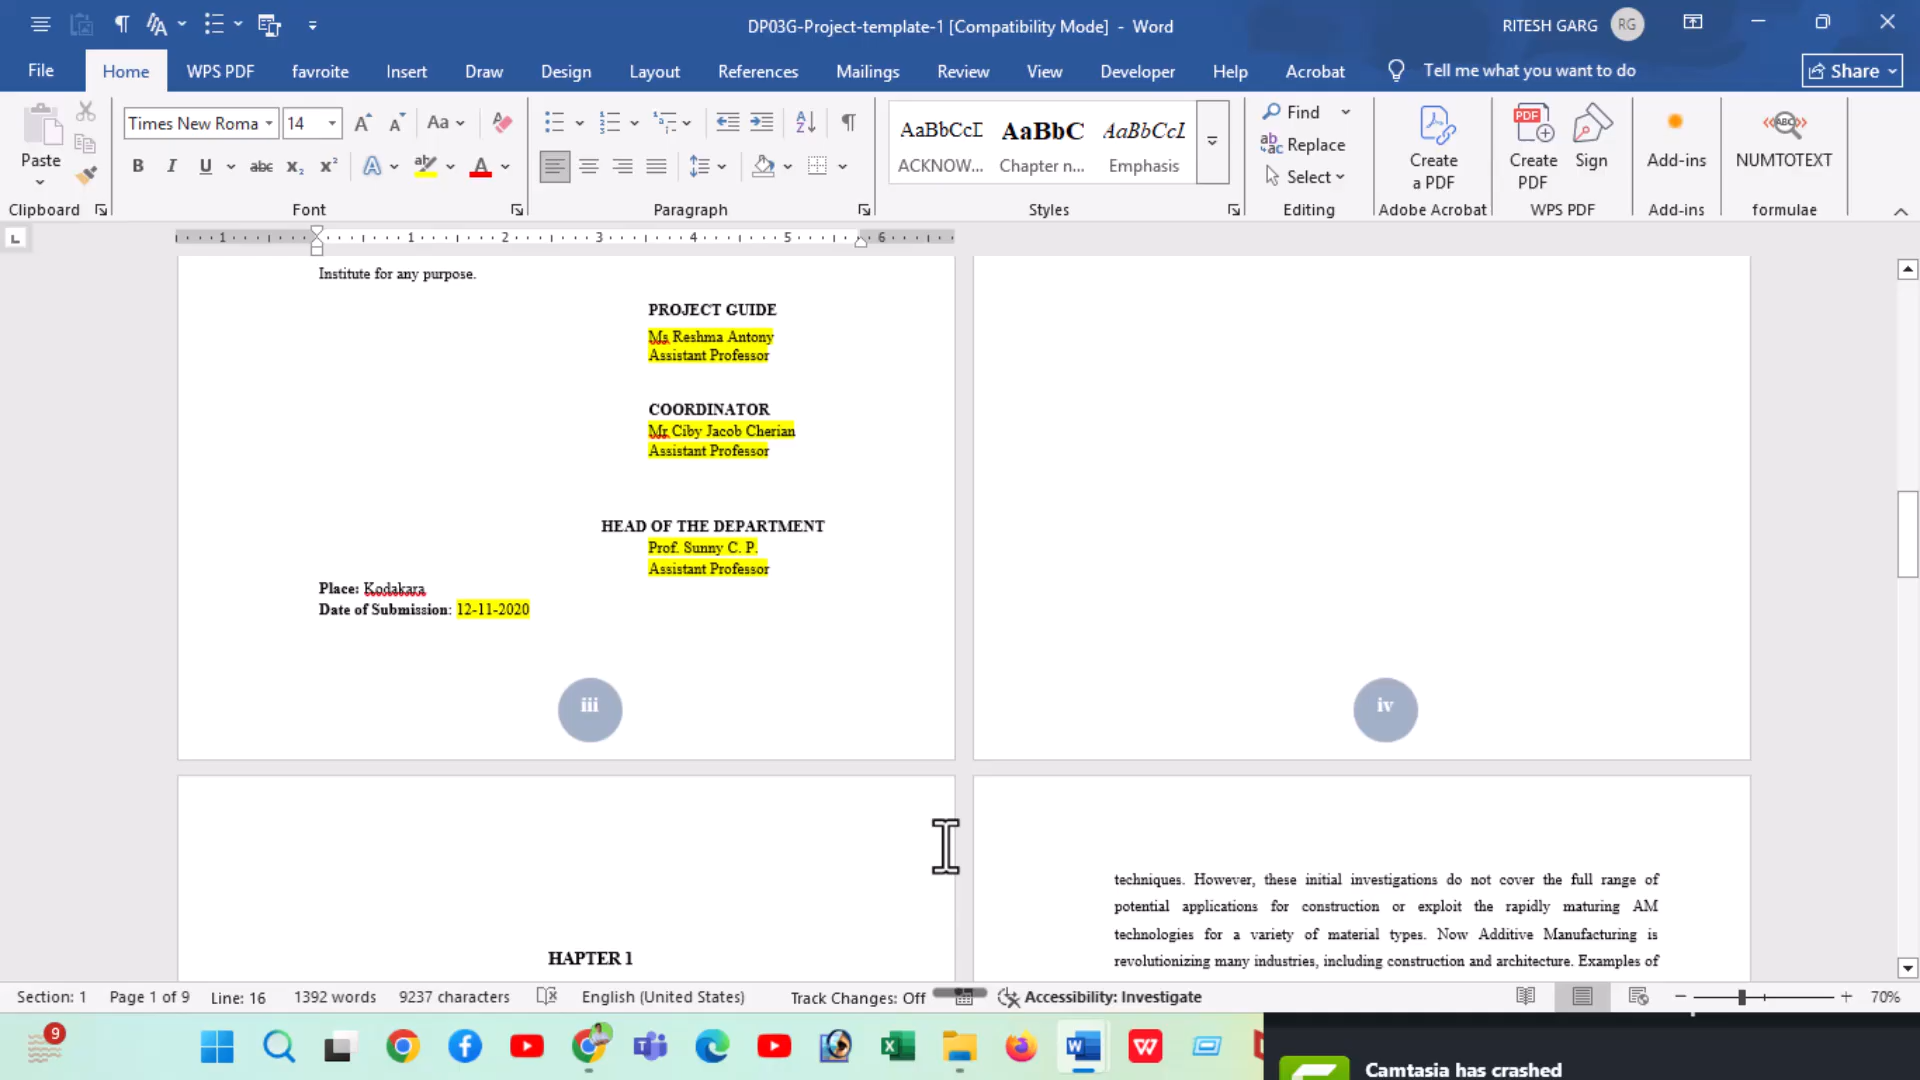 DP03G-Project-template-1 [Compatibility Mode] - Word
RITESH GARG
RG
File
Home
WPS PDF
favroite
Insert
Draw
Design
Layout
References
Mailings
Review
View
Developer
Help
Acrobat
Tell me what you want to do
Share
Paste
Clipboard
Times New Roma
14
Aa
Font
Paragraph
AaBbCcI
ACKNOW...
AaBbC
Chapter n...
AaBbCcL
Emphasis
Styles
Find
Replace
Select
Editing
Create
a PDF
Adobe Acrobat
Create
PDF
Sign
WPS PDF
Add-ins
Add-ins
NUMTOTEXT
formulae
1 1 2 3 4 5 6
Institute for any purpose.
PROJECT GUIDE
Ms Reshma Antony
Assistant Professor
COORDINATOR
Mr Ciby Jacob Cherian
Assistant Professor
HEAD OF THE DEPARTMENT
Prof. Sunny C. P.
Assistant Professor
Place: Kodakara
Date of Submission: 12-11-2020
iii
iv
HAPTER 1
techniques. However, these initial investigations do not cover the full range of
potential applications for construction or exploit the rapidly maturing AM
technologies for a variety of material types. Now Additive Manufacturing is
revolutionizing many industries, including construction and architecture. Examples of
Section: 1
Page 1 of 9
Line: 16
1392 words
9237 characters
English (United States)
Track Changes: Off
Accessibility: Investigate
70%
9
Camtasia has crashed